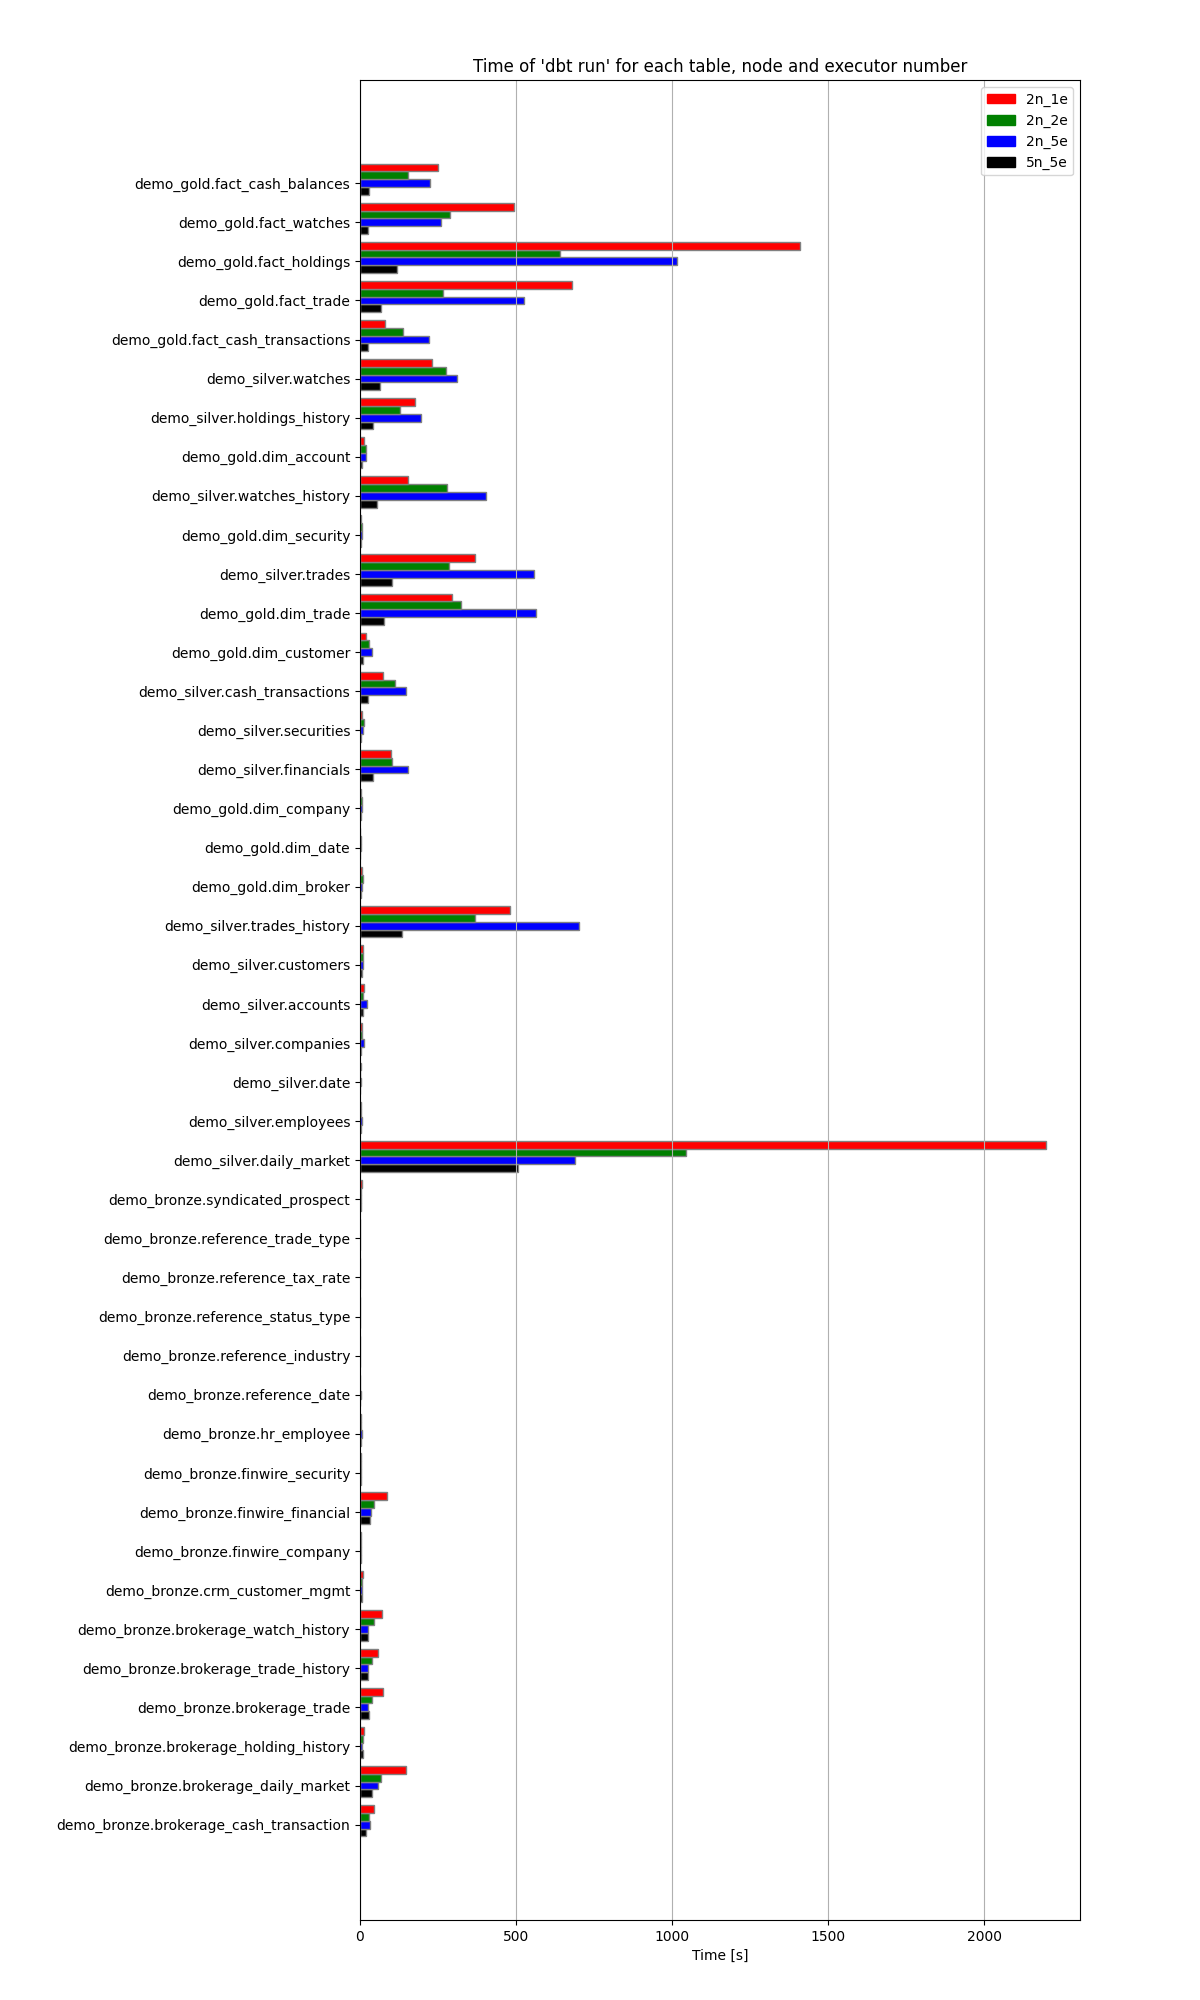 Time of 'dbt run' for each table, node and executor number
2n_1e
2n_2e
2n_5e
5n_5e
demo_gold.fact_cash_balances
demo_gold.fact_watches
demo_gold.fact_holdings
demo_gold.fact_trade
demo_gold.fact_cash_transactions
demo_silver.watches
demo_silver.holdings_history
demo_gold.dim_account
demo_silver.watches_history
demo_gold.dim_security
demo_silver.trades
demo_gold.dim_trade
demo_gold.dim_customer
demo_silver.cash_transactions
demo_silver.securities
demo_silver.financials
demo_gold.dim_company
demo_gold.dim_date
demo_gold.dim_broker
demo_silver.trades_history
demo_silver.customers
demo_silver.accounts
demo_silver.companies
demo_silver.date
demo_silver.employees
demo_silver.daily_market
demo_bronze.syndicated_prospect
demo_bronze.reference_trade_type
demo_bronze.reference_tax_rate
demo_bronze.reference_status_type
demo_bronze.reference_industry
demo_bronze.reference_date
demo_bronze.hr_employee
demo_bronze.finwire_security
demo_bronze.finwire_financial
demo_bronze.finwire_company
demo_bronze.crm_customer_mgmt
demo_bronze.brokerage_watch_history
demo_bronze.brokerage_trade_history
demo_bronze.brokerage_trade
demo_bronze.brokerage_holding_history
demo_bronze.brokerage_daily_market
demo_bronze.brokerage_cash_transaction
0 500 1000 1500 2000
Time [s]